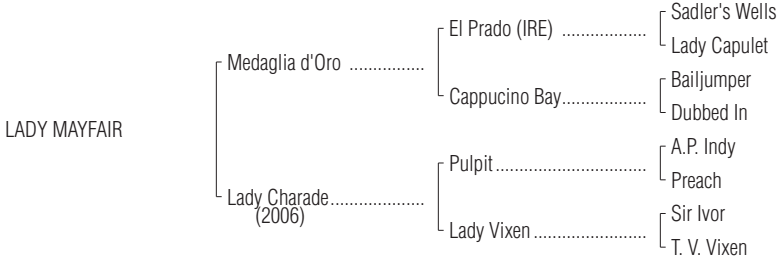 Sadler's Wells
El Prado (IRE) ..................
Lady Capulet
Medaglia d'Oro ................
Bailjumper
Cappucino Bay..................
Dubbed In
LADY MAYFAIR
A.P. Indy
Pulpit................................
Preach
Lady Charade....................
(2006)
Sir Ivor
Lady Vixen ........................
T. V. Vixen